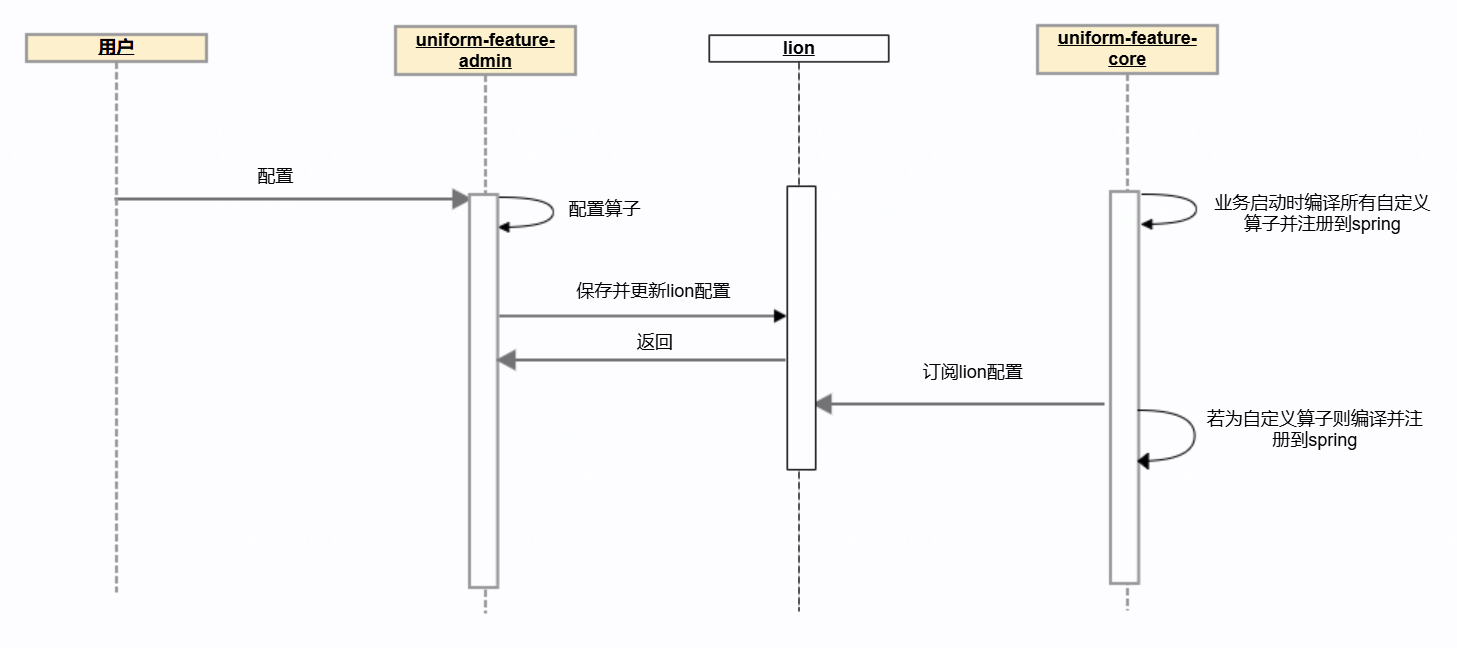 用户
uniform-feature-
admin
lion
uniform-feature-
core
配置
配置算子
业务启动时编译所有自定义
算子并注册到spring
保存并更新lion配置
返回
订阅lion配置
若为自定义算子则编译并注
册到spring